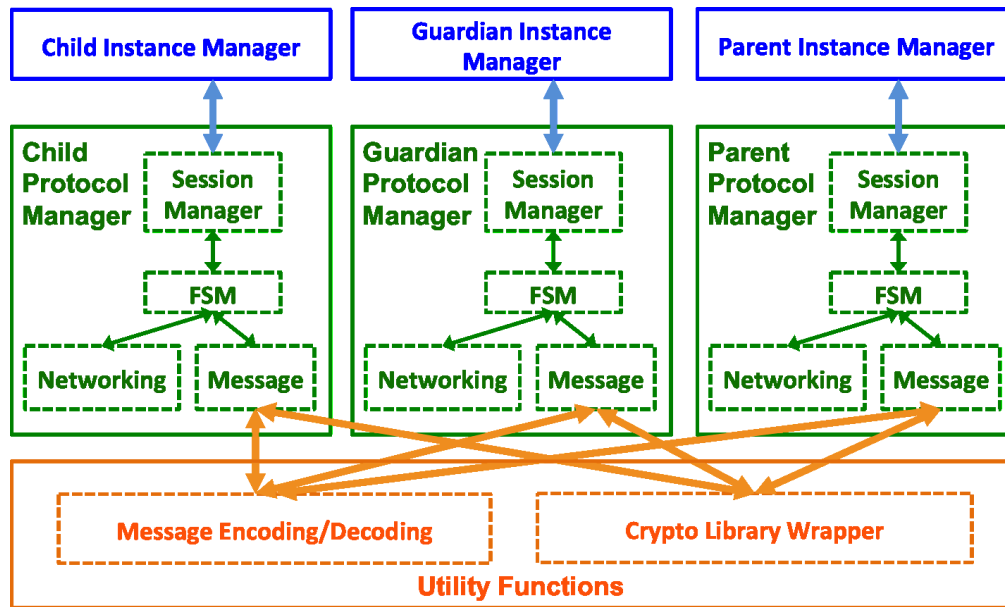 Child Instance Manager
Guardian Instance
Manager
Parent Instance Manager
Child
Protocol
Manager
Session
Manager
FSM
Networking
Message
Guardian
Protocol
Manager
Session
Manager
FSM
Networking
Message
Parent
Protocol
Manager
Session
Manager
FSM
Networking
Message
Message Encoding/Decoding
Crypto Library Wrapper
Utility Functions